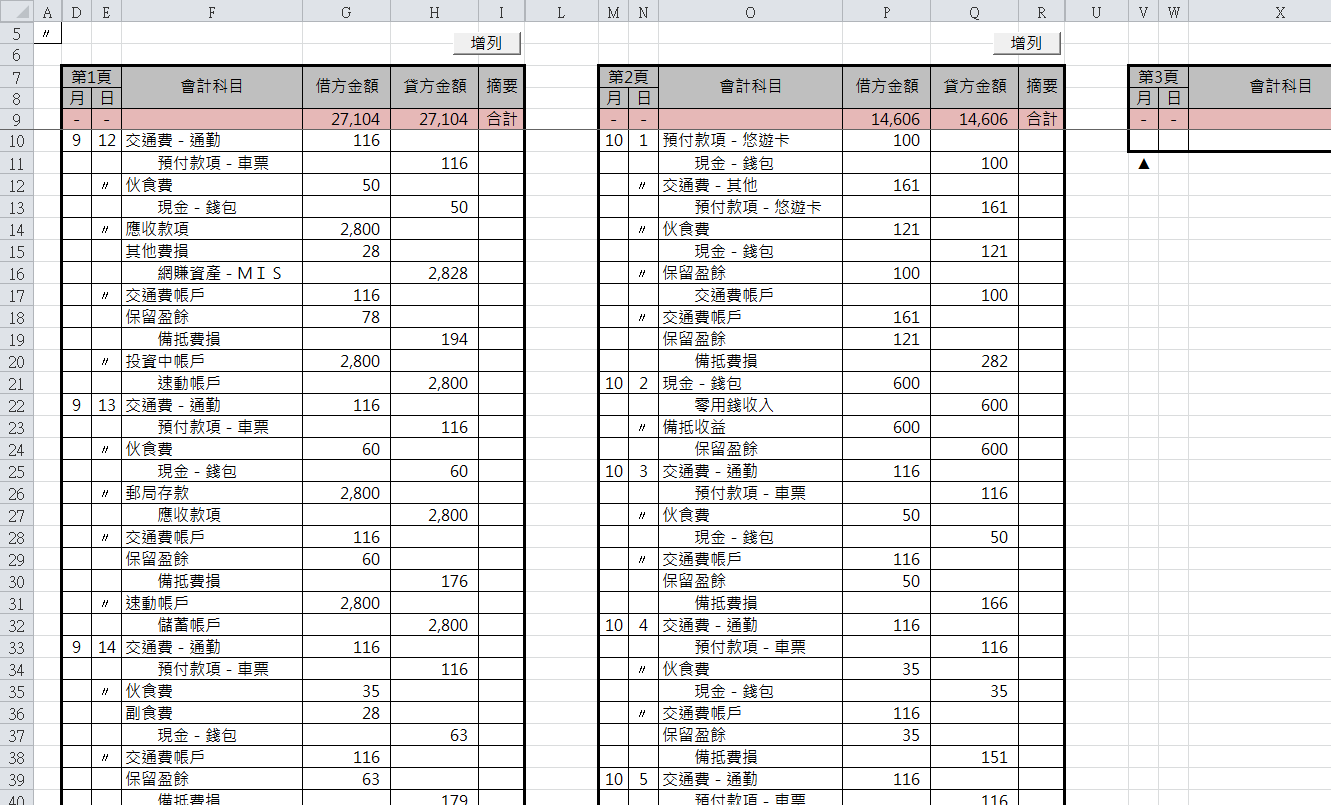 A D E F G H I L M N O P Q R U V W X
5 〃 增列 增列
6
7 第1頁 會計科目 借方金額 貸方金額 摘要 第2頁 會計科目 借方金額 貸方金額 摘要 第3頁 會計科目
8 月 日 月 日 月 日
9 - - 27,104 27,104 合計 - - 14,606 14,606 合計 - -
10 9 12 交通費－通勤 116 10 1 預付款項－悠遊卡 100
11 預付款項－車票 116 現金－錢包 100 ▲
12 〃 伙食費 50 〃 交通費－其他 161
13 現金－錢包 50 預付款項－悠遊卡 161
14 〃 應收款項 2,800 〃 伙食費 121
15 其他費損 28 現金－錢包 121
16 網賺資產－ＭＩＳ 2,828 〃 保留盈餘 100
17 〃 交通費帳戶 116 交通費帳戶 100
18 保留盈餘 78 〃 交通費帳戶 161
19 備抵費損 194 保留盈餘 121
20 〃 投資中帳戶 2,800 備抵費損 282
21 速動帳戶 2,800 10 2 現金－錢包 600
22 9 13 交通費－通勤 116 零用錢收入 600
23 預付款項－車票 116 〃 備抵收益 600
24 〃 伙食費 60 保留盈餘 600
25 現金－錢包 60 10 3 交通費－通勤 116
26 〃 郵局存款 2,800 預付款項－車票 116
27 應收款項 2,800 〃 伙食費 50
28 〃 交通費帳戶 116 現金－錢包 50
29 保留盈餘 60 〃 交通費帳戶 116
30 備抵費損 176 保留盈餘 50
31 〃 速動帳戶 2,800 備抵費損 166
32 儲蓄帳戶 2,800 10 4 交通費－通勤 116
33 9 14 交通費－通勤 116 預付款項－車票 116
34 預付款項－車票 116 〃 伙食費 35
35 〃 伙食費 35 現金－錢包 35
36 副食費 28 〃 交通費帳戶 116
37 現金－錢包 63 保留盈餘 35
38 〃 交通費帳戶 116 備抵費損 151
39 保留盈餘 63 10 5 交通費－通勤 116
40 備抵費損 179 預付款項－車票 116